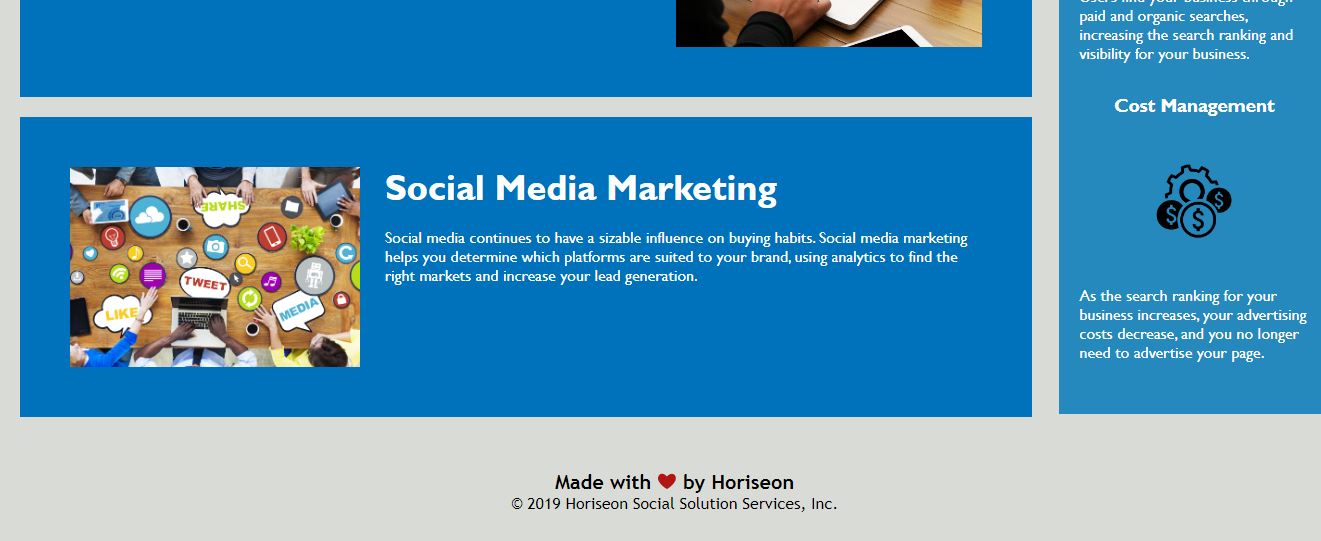 Social Media Marketing
Social media continues to have a sizable influence on buying habits. Social media marketing
helps you determine which platforms are suited to your brand, using analytics to find the
right markets and increase your lead generation.
SHARE
TWEET
LIKE
MEDIA
paid and organic searches,
increasing the search ranking and
visibility for your business.
Cost Management
As the search ranking for your
business increases, your advertising
costs decrease, and you no longer
need to advertise your page.
Made with ❤ by Horiseon
© 2019 Horiseon Social Solution Services, Inc.